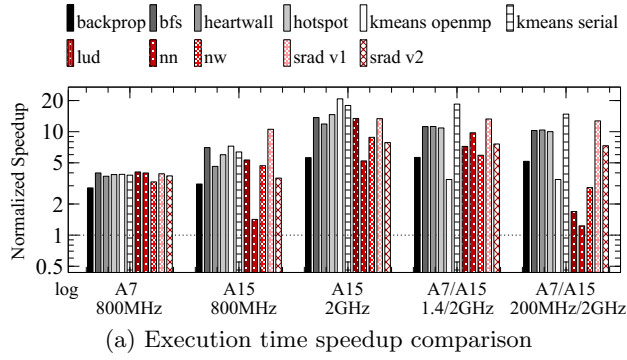 backprop bfs heartwall hotspot kmeans openmp kmeans serial
lud nn nw srad v1 srad v2
Normalized Speedup
20
10
5
2
1
0.5
log A7 A15 A15 A7/A15 A7/A15
800MHz 800MHz 2GHz 1.4/2GHz 200MHz/2GHz
(a) Execution time speedup comparison